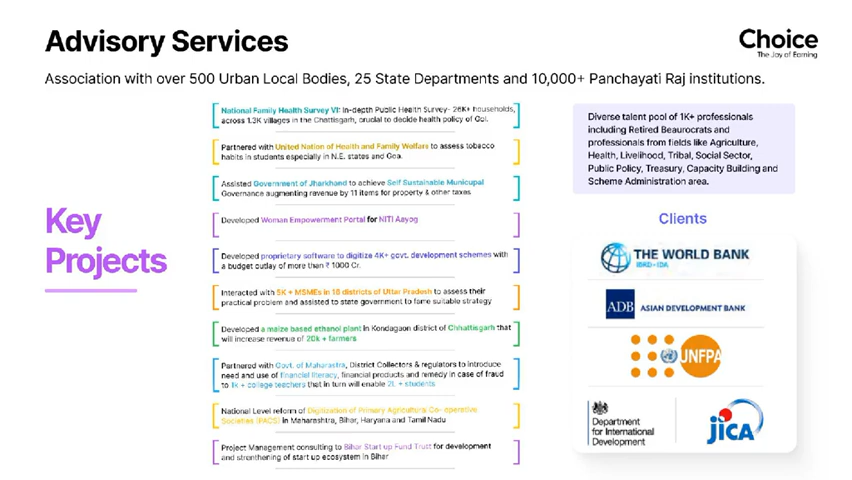 Advisory Services
Choice
The Joy of Earning
Association with over 500 Urban Local Bodies, 25 State Departments and 10,000+ Panchayati Raj institutions.
Key
Projects
National Family Health Survey VI: In-depth Public Health Survey- 26K+ households,
across 1.3K villages in the Chattisgarh, crucial to decide health policy of GoI.
Partnered with United Nation of Health and Family Welfare to assess tobacco
habits in students especially in N.E. states and Goa.
Assisted Government of Jharkhand to achieve Self Sustainable Municupal
Governance augmenting revenue by 11 items for property & other taxes
Developed Woman Empowerment Portal for NITI Aayog
Developed proprietary software to digitize 4K+ govt. development schemes with
a budget outlay of more than ₹ 1000 Cr.
Interacted with 5K + MSMEs in 18 districts of Uttar Pradesh to assess their
practical problem and assisted to state government to fame suitable strategy
Developed a maize based ethanol plant in Kondagaon district of Chhattisgarh that
will increase revenue of 20k + farmers
Partnered with Govt. of Maharastra, District Collectors & regulators to introduce
need and use of financial literacy, financial products and remedy in case of fraud
to 1k + college teachers that in turn will enable 2L + students
National Level reform of Digitization of Primary Agricultural Co-operative
Societies (PACS) in Maharashtra, Bihar, Haryana and Tamil Nadu
Project Management consulting to Bihar Start up Fund Trust for development
and strenthening of start up ecosystem in Bihar
Diverse talent pool of 1K+ professionals
including Retired Beaurocrats and
professionals from fields like Agriculture,
Health, Livelihood, Tribal, Social Sector,
Public Policy, Treasury, Capacity Building and
Scheme Administration area.
Clients
THE WORLD BANK
IBRD • IDA
ADB ASIAN DEVELOPMENT BANK
UNFPA
Department
for International
Development
jICA